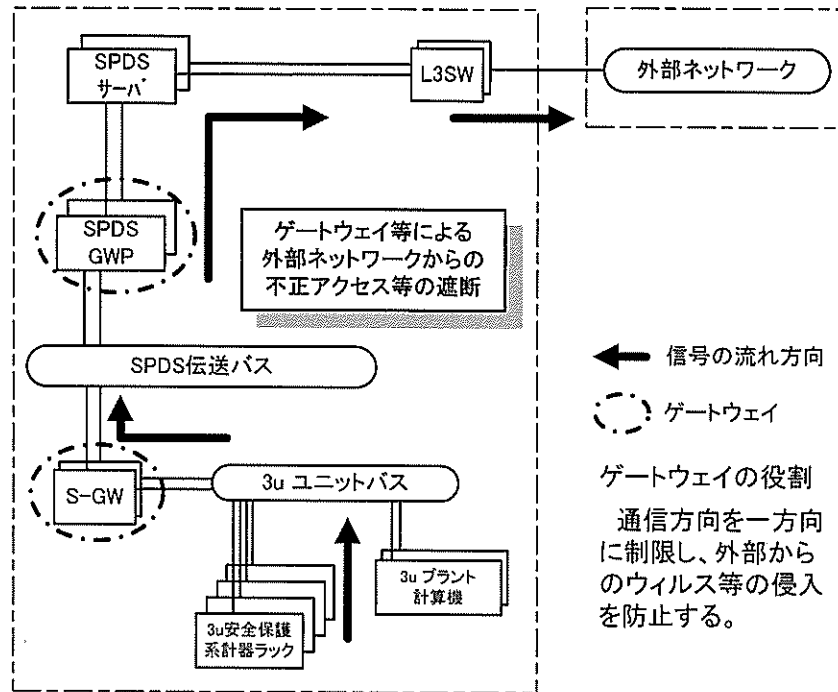 SPDS
サーバ
L3SW
外部ネットワーク
SPDS
GWP
ゲートウェイ等による
外部ネットワークからの
不正アクセス等の遮断
SPDS伝送バス
信号の流れ方向
ゲートウェイ
S-GW
3u ユニットバス
ゲートウェイの役割
通信方向を一方向
に制限し、外部から
のウィルス等の侵入
を防止する。
3u プラント
計算機
3u安全保護
系計器ラック